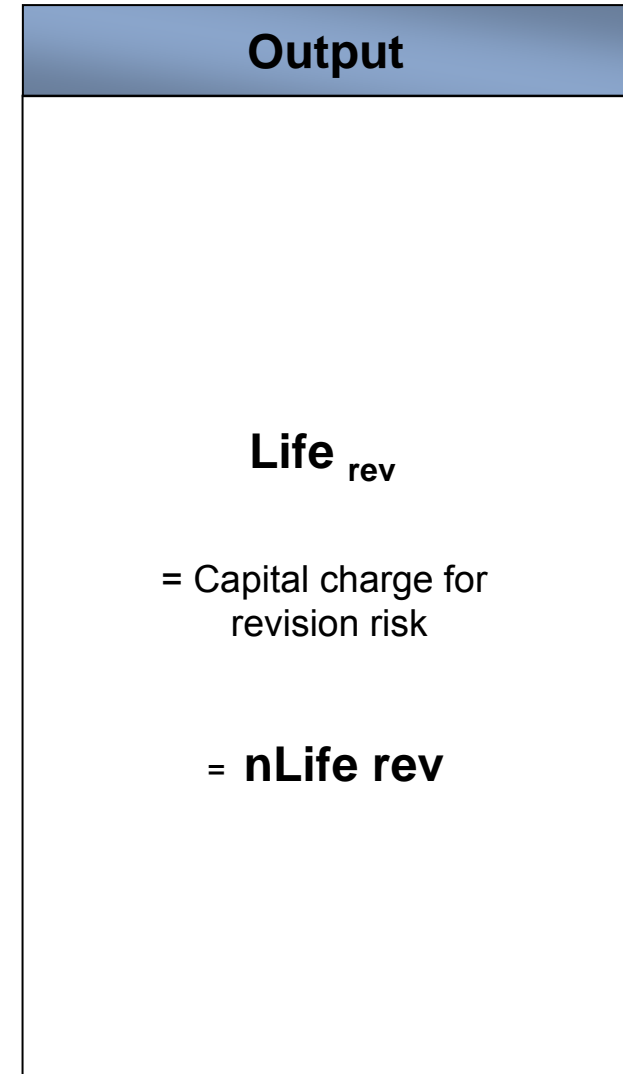 Output
Life rev
= Capital charge for
revision risk
= nLife rev